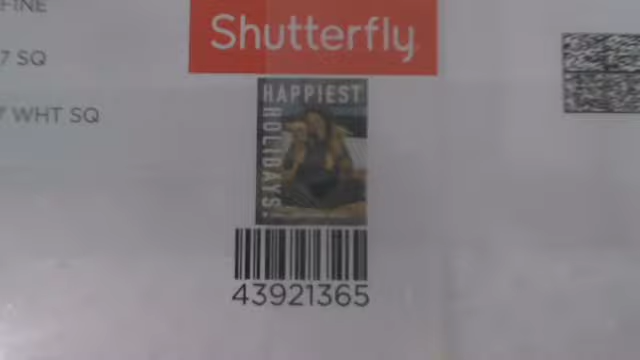 FINE
7 SQ
7 WHT SQ
Shutterfly
HAPPIEST
HOLIDAYS.
43921365